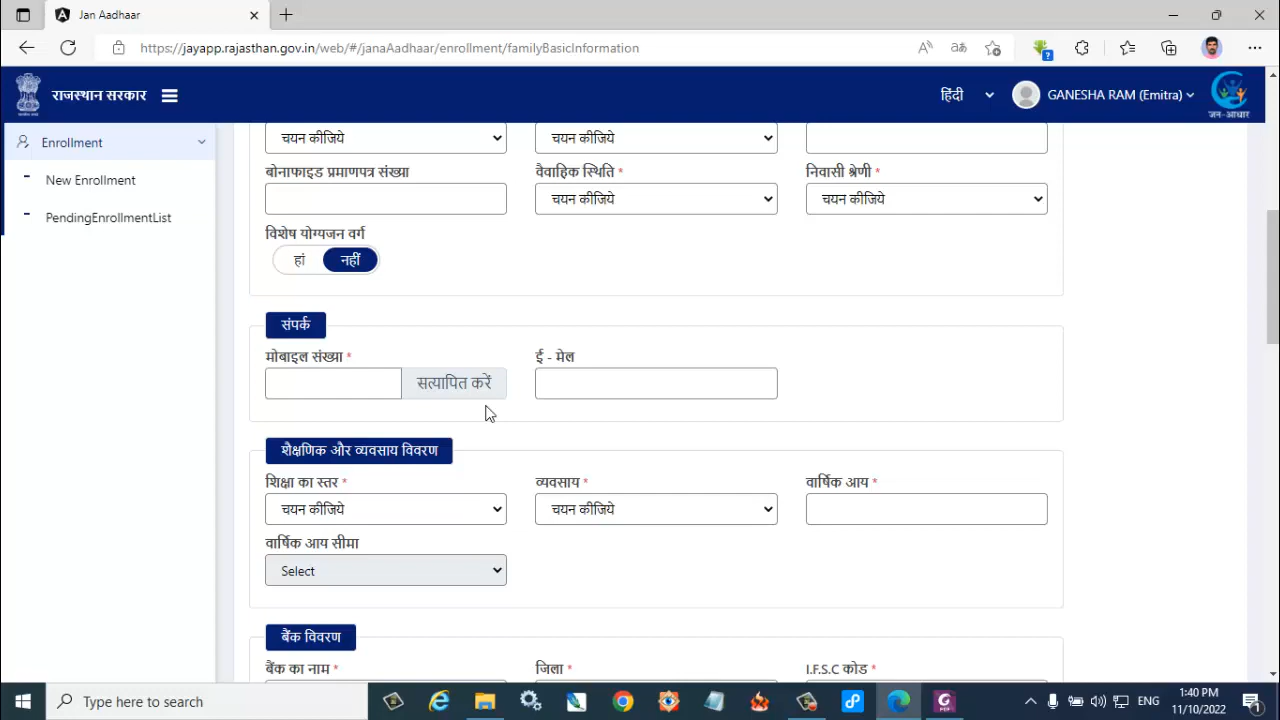 Jan Aadhaar
https://jayapp.rajasthan.gov.in/web/#/janaAadhaar/enrollment/familyBasicInformation
राजस्थान सरकार
हिंदी
GANESHA RAM (Emitra)
जन-आधार
Enrollment
New Enrollment
PendingEnrollmentList
चयन कीजिये
चयन कीजिये
बोनाफाइड प्रमाणपत्र संख्या
वैवाहिक स्थिति *
निवासी श्रेणी *
चयन कीजिये
चयन कीजिये
विशेष योग्यजन वर्ग
हां
नहीं
संपर्क
मोबाइल संख्या *
ई - मेल
सत्यापित करें
शैक्षणिक और व्यवसाय विवरण
शिक्षा का स्तर *
व्यवसाय *
वार्षिक आय *
चयन कीजिये
चयन कीजिये
वार्षिक आय सीमा
Select
बैंक विवरण
बैंक का नाम *
जिला *
I.F.S.C कोड *
Type here to search
ENG
1:40 PM
11/10/2022